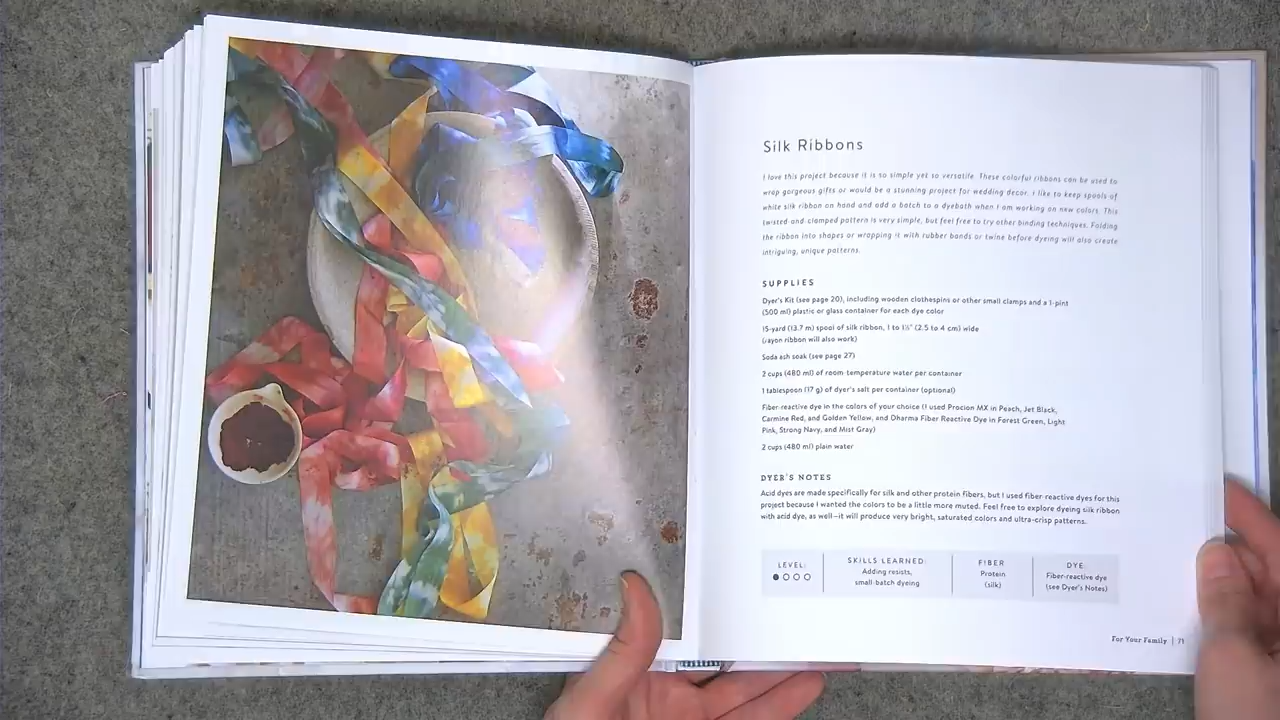 Silk Ribbons
I love this project because it is so simple yet so versatile. These colorful ribbons can be used to
wrap gorgeous gifts or would be a stunning project for wedding decor. I like to keep spools of
white silk ribbon on hand and add a batch to a dyebath when I am working on new colors. This
twisted-and-clamped pattern is very simple, but feel free to try other binding techniques. Folding
the ribbon into shapes or wrapping it with rubber bands or twine before dyeing will also create
intriguing, unique patterns.
SUPPLIES
Dyer's Kit (see page 20), including wooden clothespins or other small clamps and a 1-pint
(500 ml) plastic or glass container for each dye color
15-yard (13.7 m) spool of silk ribbon, 1 to 1½" (2.5 to 4 cm) wide
(rayon ribbon will also work)
Soda ash soak (see page 27)
2 cups (480 ml) of room temperature water per container
1 tablespoon (17 g) of dyer's salt per container (optional)
Fiber-reactive dye in the colors of your choice (I used Procion MX in Peach, Jet Black,
Carmine Red, and Golden Yellow, and Dharma Fiber Reactive Dye in Forest Green, Light
Pink, Strong Navy, and Mist Gray)
2 cups (480 ml) plain water
DYER'S NOTES
Acid dyes are made specifically for silk and other protein fibers, but I used fiber-reactive dyes for this
project because I wanted the colors to be a little more muted. Feel free to explore dyeing silk ribbon
with acid dye, as well—it will produce very bright, saturated colors and ultra-crisp patterns.
LEVEL:
SKILLS LEARNED:
Adding resists,
small-batch dyeing
FIBER
Protein
(silk)
DYE:
Fiber-reactive dye
(see Dyer's Notes)
For Your Family | 71